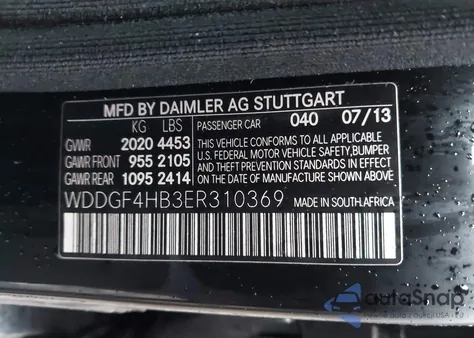 MFD BY DAIMLER AG STUTTGART
KG LBS PASSENGER CAR 040 07/13
GVWR 2020 4453
GAWR FRONT 955 2105
GAWR REAR 1095 2414
THIS VEHICLE CONFORMS TO ALL APPLICABLE
U.S. FEDERAL MOTOR VEHICLE SAFETY,BUMPER
AND THEFT PREVENTION STANDARDS IN EFFECT
ON THE DATE OF MANUFACTURE SHOWN ABOVE.
WDDGF4HB3ER310369 MADE IN SOUTH.AFRICA
autoSnap